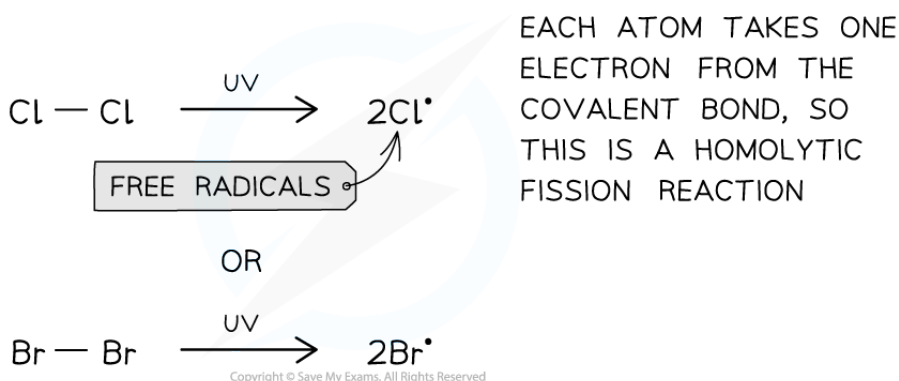 EACH ATOM TAKES ONE
ELECTRON FROM THE
COVALENT BOND, SO
THIS IS A HOMOLYTIC
FISSION REACTION
UV
Cl — Cl → 2Cl•
FREE RADICALS
OR
UV
Br — Br → 2Br•
Copyright © Save My Exams. All Rights Reserved